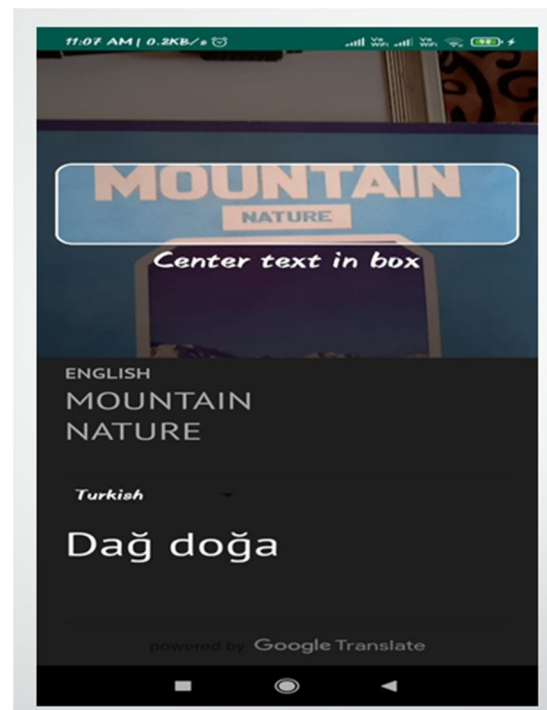 11:07 AM | 0.2KB/s
MOUNTAIN
NATURE
Center text in box
ENGLISH
MOUNTAIN
NATURE
Turkish
Dağ doğa
powered by Google Translate